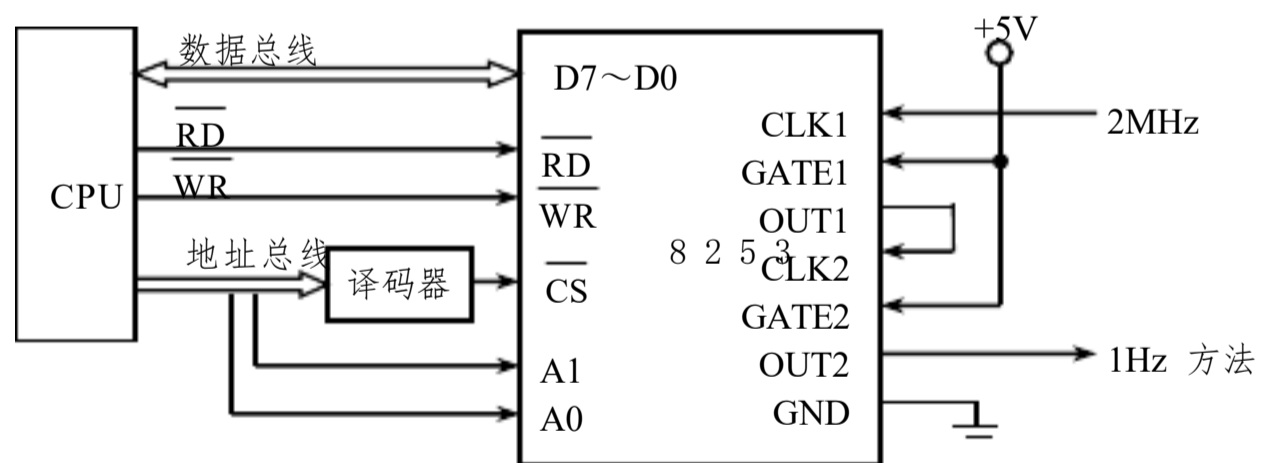 +5V
数据总线
D7～D0
CLK1
2MHz
RD
RD
GATE1
CPU
WR
WR
OUT1
地址总线
8253
CLK2
译码器
CS
GATE2
A1
OUT2
1Hz 方法
A0
GND